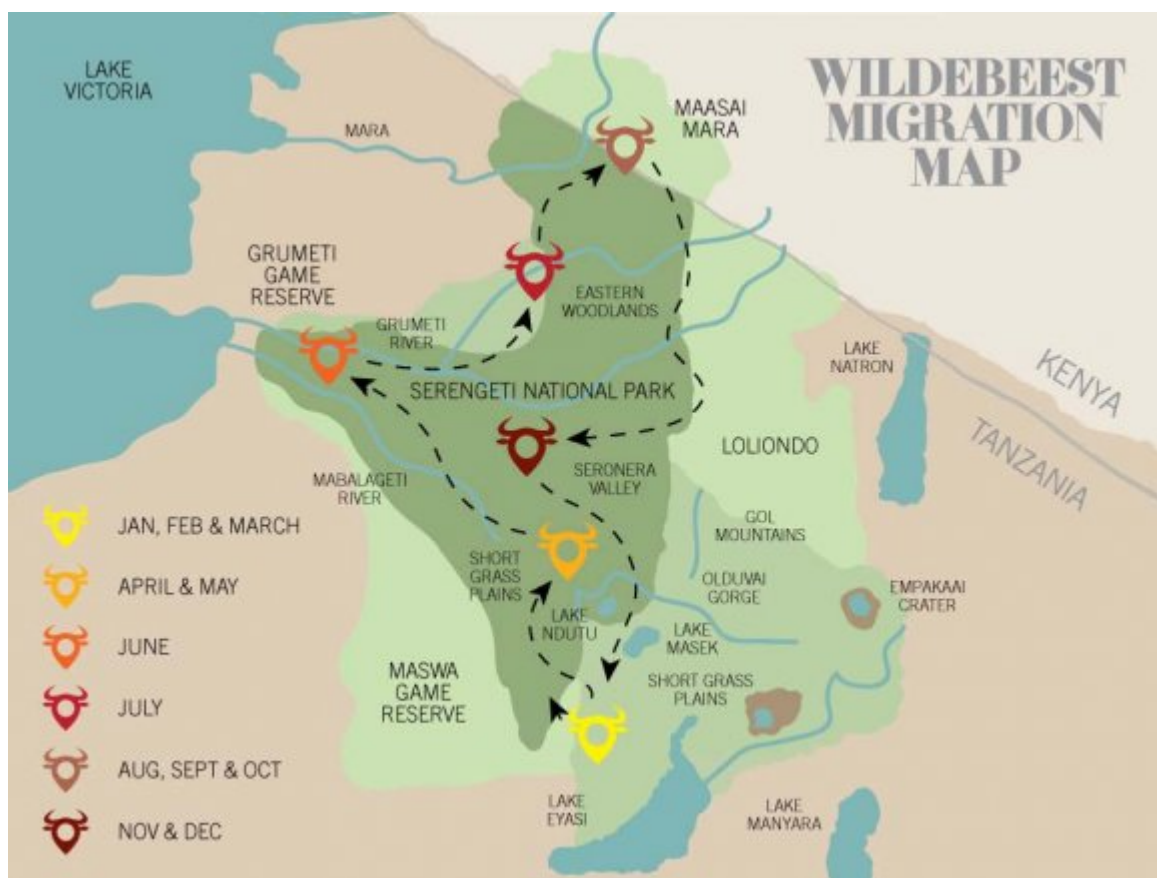 LAKE
VICTORIA
WILDEBEEST
MIGRATION
MAP
MAASAI
MARA
MARA
GRUMETI
GAME
RESERVE
EASTERN
WOODLANDS
GRUMETI
RIVER
LAKE
NATRON
KENYA
TANZANIA
SERENGETI NATIONAL PARK
LOLIONDO
SERONERA
VALLEY
MABALAGETI
RIVER
GOL
MOUNTAINS
SHORT
GRASS
PLAINS
OLDUVAI
GORGE
EMPAKAAI
CRATER
LAKE
NDUTU
LAKE
MASEK
SHORT GRASS
PLAINS
MASWA
GAME
RESERVE
LAKE
EYASI
LAKE
MANYARA
JAN, FEB & MARCH
APRIL & MAY
JUNE
JULY
AUG, SEPT & OCT
NOV & DEC